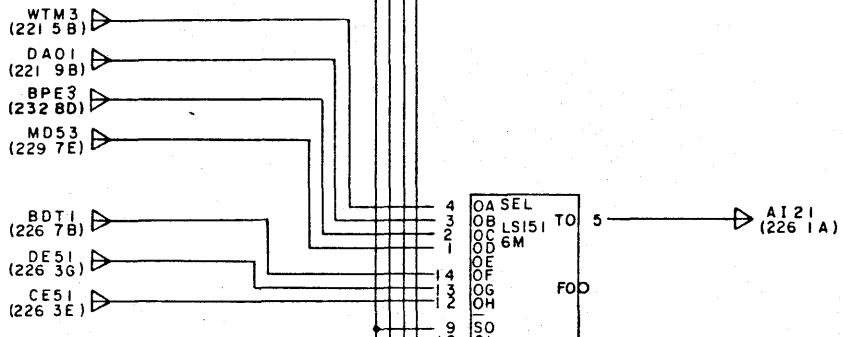 WTM3
(221 5B)
DA01
(221 9B)
BPE3
(232 8D)
MD53
(229 7E)
BDT1
(226 7B)
DE51
(226 3G)
CE51
(226 3E)
4 0A SEL
3 0B LS151 T0 5
2 0C 6M
1 0D
0E
14 0F
13 0G F0
12 0H
9 S0
AI21
(226 1A)